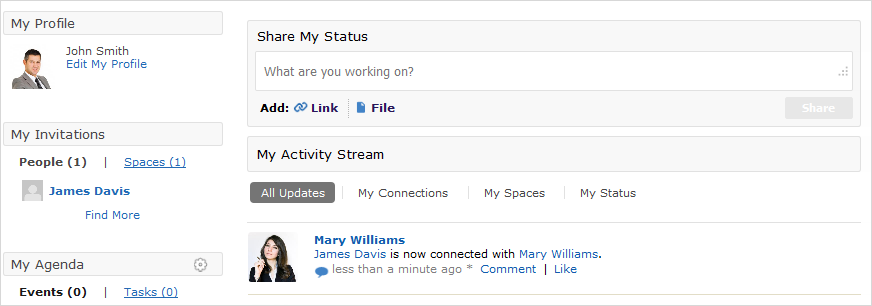 My Profile
John Smith
Edit My Profile
My Invitations
People (1) | Spaces (1)
James Davis
Find More
My Agenda
Events (0) | Tasks (0)
Share My Status
What are you working on?
Add: Link File Share
My Activity Stream
All Updates My Connections My Spaces My Status
Mary Williams
James Davis is now connected with Mary Williams.
less than a minute ago * Comment | Like